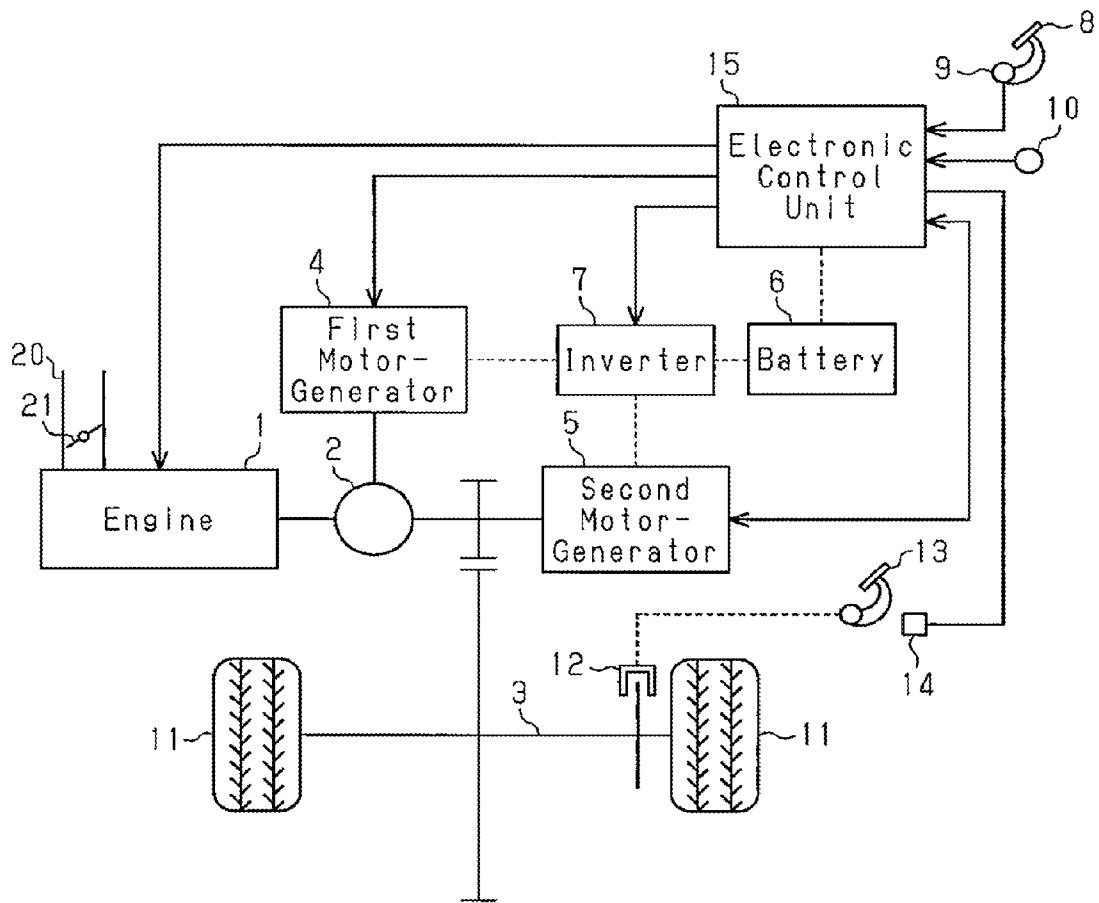 8
9
15
10
Electronic
Control
Unit
4
7
6
First
Motor-
Generator
Inverter
Battery
20
21
1
2
5
Engine
Second
Motor-
Generator
13
12
14
3
11
11